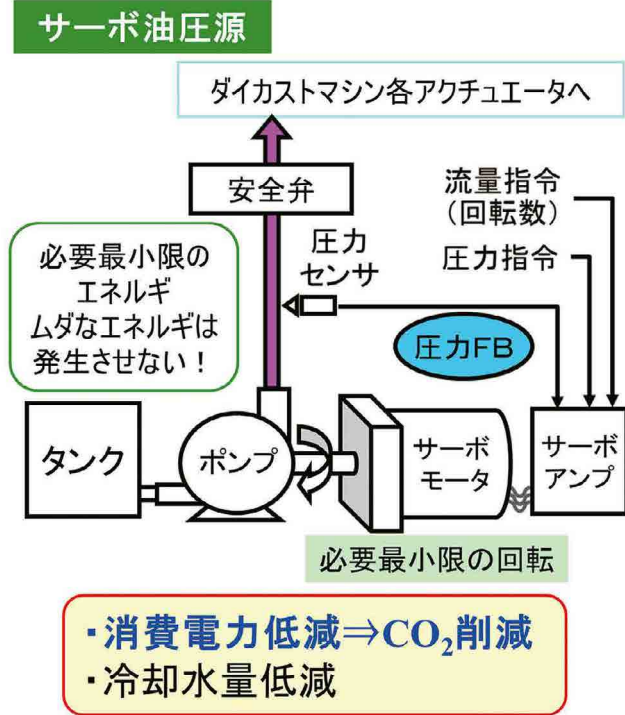 サーボ油圧源
ダイカストマシン各アクチュエータへ
安全弁
流量指令
（回転数）
圧力指令
圧力
センサ
必要最小限の
エネルギ
ムダなエネルギは
発生させない！
圧力FB
タンク
ポンプ
サーボ
モータ
サーボ
アンプ
必要最小限の回転
・消費電力低減⇒CO₂削減
・冷却水量低減